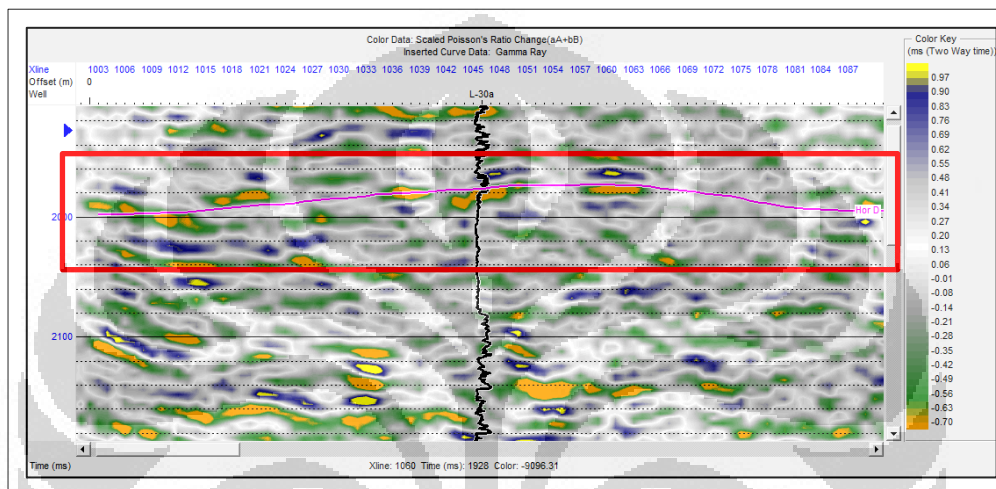 Color Data: Scaled Poisson's Ratio Change(aA+bB)
Inserted Curve Data: Gamma Ray
Xline 1003 1006 1009 1012 1015 1018 1021 1024 1027 1030 1033 1036 1039 1042 1045 1048 1051 1054 1057 1060 1063 1066 1069 1072 1075 1078 1081 1084 1087
Offset (m) 0
Well L-30a
Hor D
2000
2100
Time (ms)
Xline: 1060 Time (ms): 1928 Color: -9096.31
Color Key
(ms (Two Way time))
0.97
0.90
0.83
0.76
0.69
0.62
0.55
0.48
0.41
0.34
0.27
0.20
0.13
0.06
-0.01
-0.08
-0.14
-0.21
-0.28
-0.35
-0.42
-0.49
-0.56
-0.63
-0.70